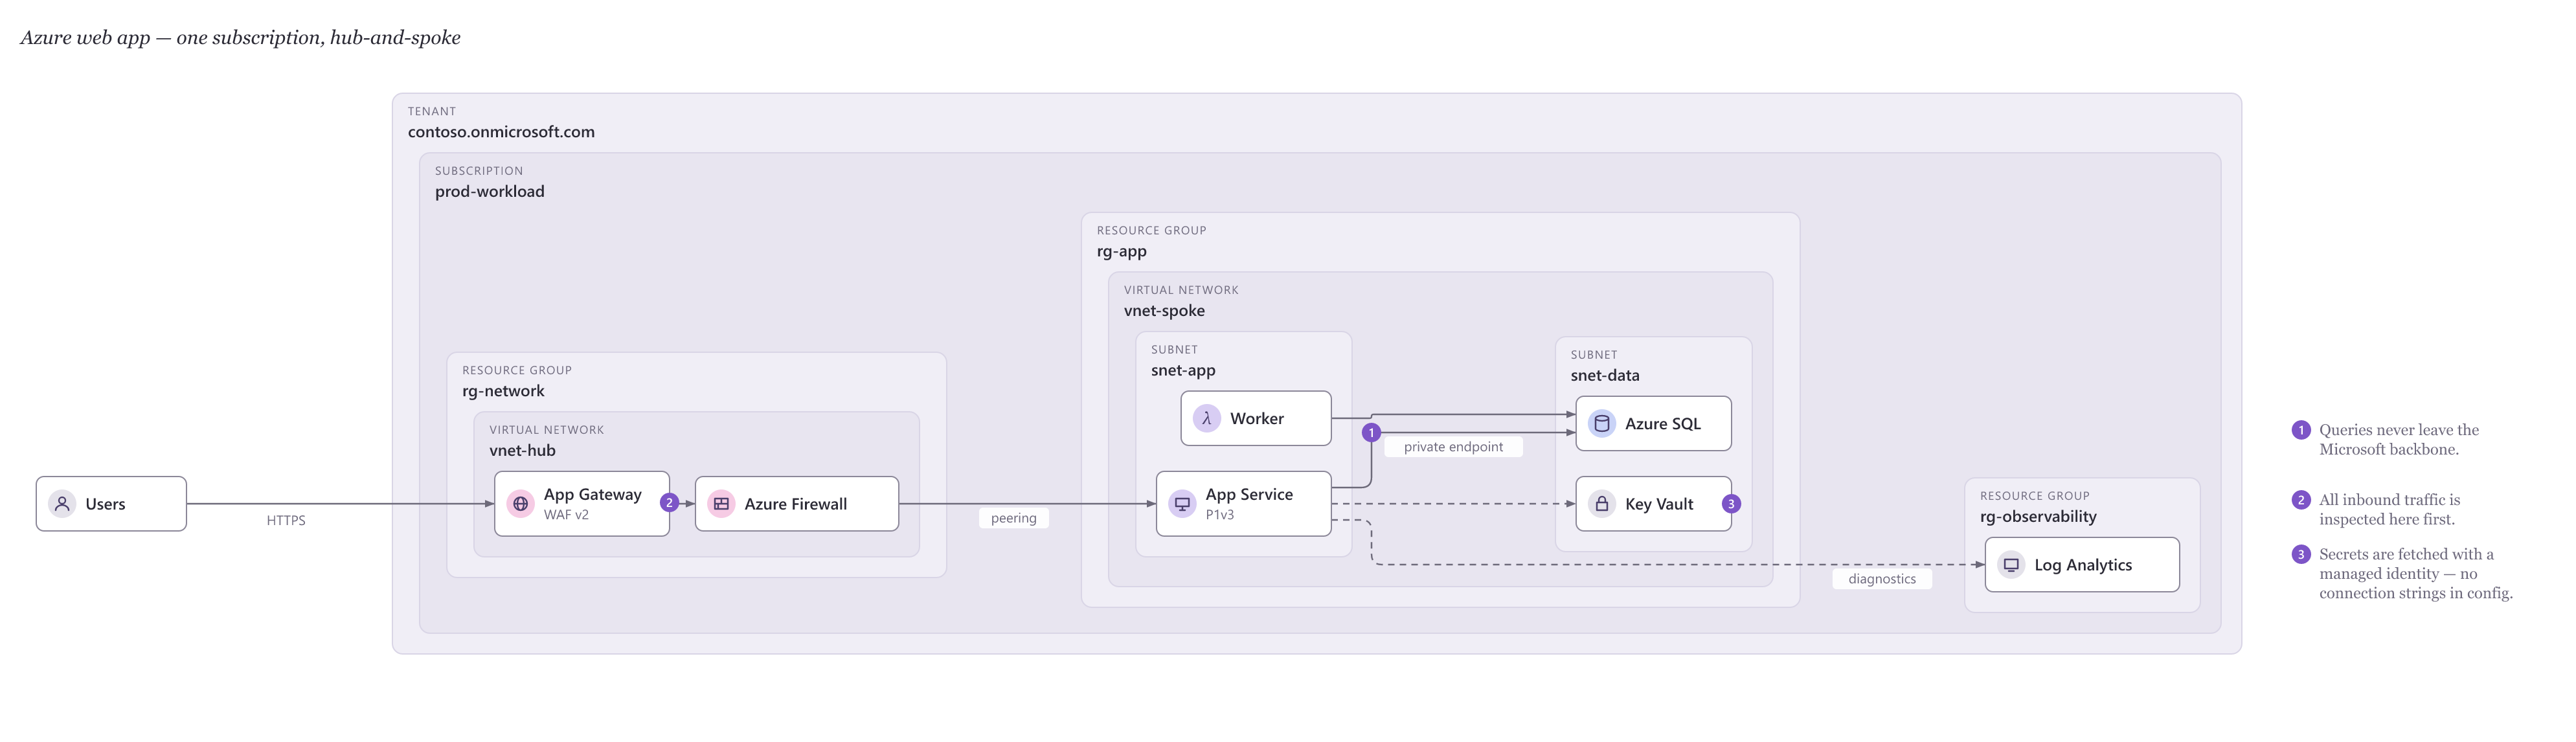 Azure web app — one subscription, hub-and-spoke
TENANT
contoso.onmicrosoft.com
SUBSCRIPTION
prod-workload
RESOURCE GROUP
rg-network
VIRTUAL NETWORK
vnet-hub
Users
HTTPS
App Gateway
WAF v2
2
Azure Firewall
peering
RESOURCE GROUP
rg-app
VIRTUAL NETWORK
vnet-spoke
SUBNET
snet-app
λ Worker
App Service
P1v3
1
private endpoint
SUBNET
snet-data
Azure SQL
Key Vault
3
diagnostics
RESOURCE GROUP
rg-observability
Log Analytics
1 Queries never leave the
Microsoft backbone.
2 All inbound traffic is
inspected here first.
3 Secrets are fetched with a
managed identity — no
connection strings in config.